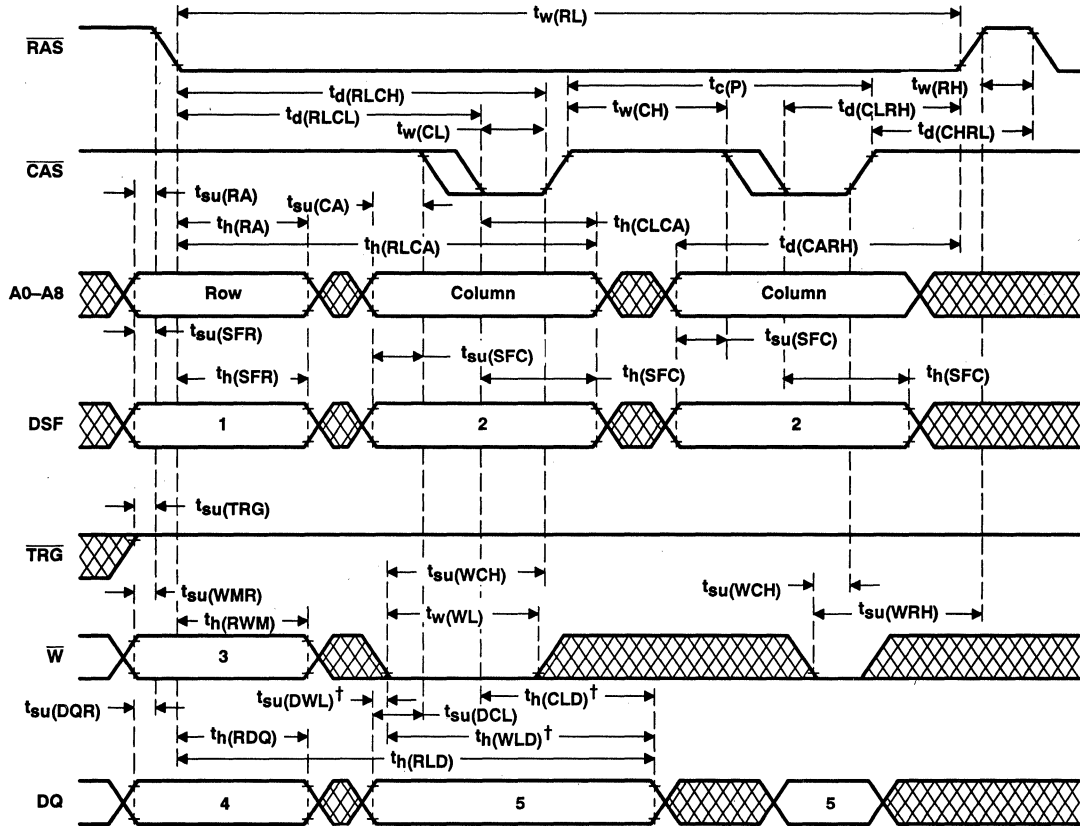 tw(RL)
RAS
td(RLCH)
tc(P)
tw(RH)
td(RLCL)
tw(CL)
tw(CH)
td(CLRH)
td(CHRL)
CAS
tsu(RA)
tsu(CA)
th(RA)
th(CLCA)
th(RLCA)
td(CARH)
A0–A8
Row
Column
Column
tsu(SFR)
tsu(SFC)
tsu(SFC)
th(SFR)
th(SFC)
th(SFC)
DSF
1
2
2
tsu(TRG)
TRG
tsu(WCH)
tsu(WCH)
tsu(WMR)
tw(WL)
tsu(WRH)
th(RWM)
W
3
tsu(DWL)†
th(CLD)†
tsu(DQR)
tsu(DCL)
th(RDQ)
th(WLD)†
th(RLD)
DQ
4
5
5